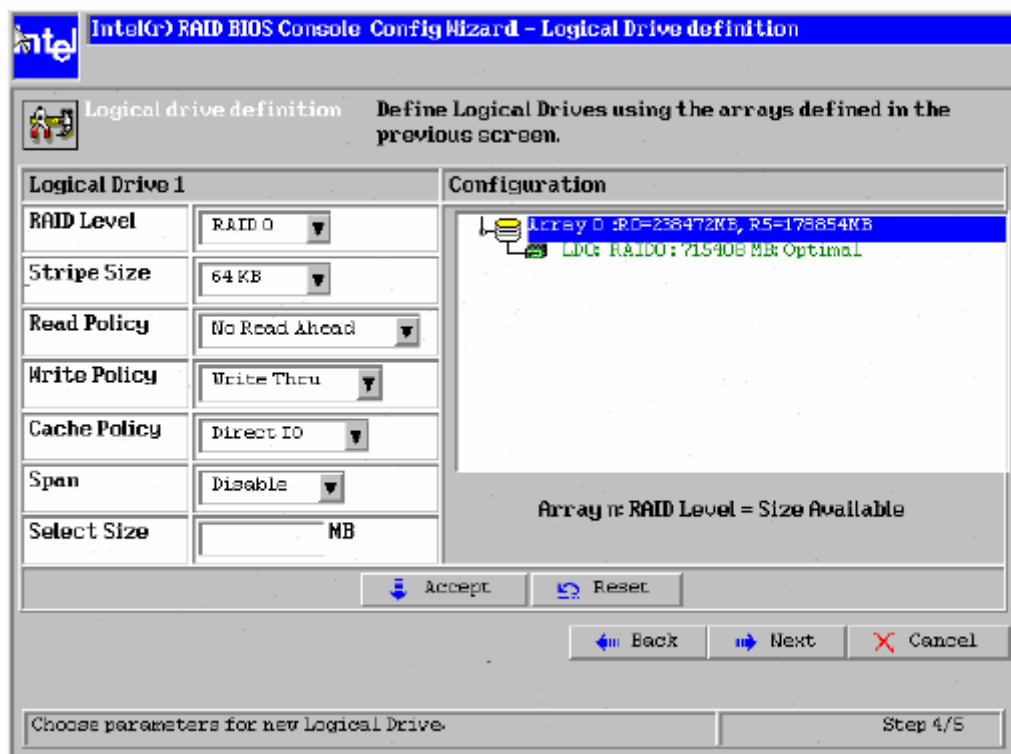 intel
Intel(r) RAID BIOS Console Config Wizard - Logical Drive definition
Logical drive definition
Define Logical Drives using the arrays defined in the
previous screen.
Logical Drive 1
Configuration
RAID Level
RAID 0
Stripe Size
64 KB
Read Policy
No Read Ahead
Write Policy
Write Thru
Cache Policy
Direct IO
Span
Disable
Select Size
MB
Array 0 :R0=238472MB, R5=178854MB
LD0: RAID0 : 715408 MB: Optimal
Array n: RAID Level = Size Available
Accept
Reset
Back
Next
Cancel
Choose parameters for new Logical Drive.
Step 4/5